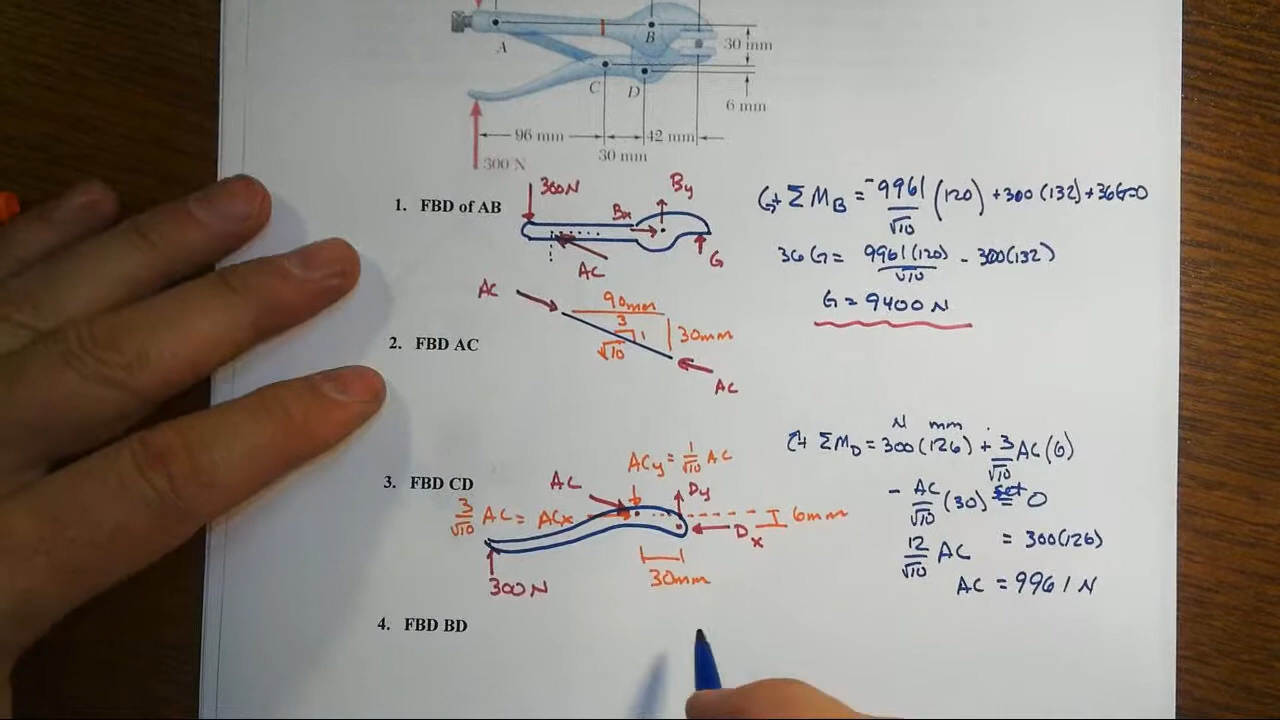 A
B
30 mm
C
D
6 mm
96 mm
42 mm
30 mm
300 N
1. FBD of AB
300N
Bx
By
AC
G
↻+ ΣM_B = -9961/√10 (120) +300(132)+36G=0
36G = 9961(120)/√10 - 300(132)
G = 9400 N
2. FBD AC
AC
90mm
3
1
√10
30mm
AC
3. FBD CD
ACy = 1/√10 AC
AC
3/√10 AC = ACx
Dy
Dx
6mm
30mm
300N
N mm
↻+ ΣM_D = 300(126) + 3/√10 AC(6)
- AC/√10 (30) set= 0
12/√10 AC = 300(126)
AC = 9961 N
4. FBD BD